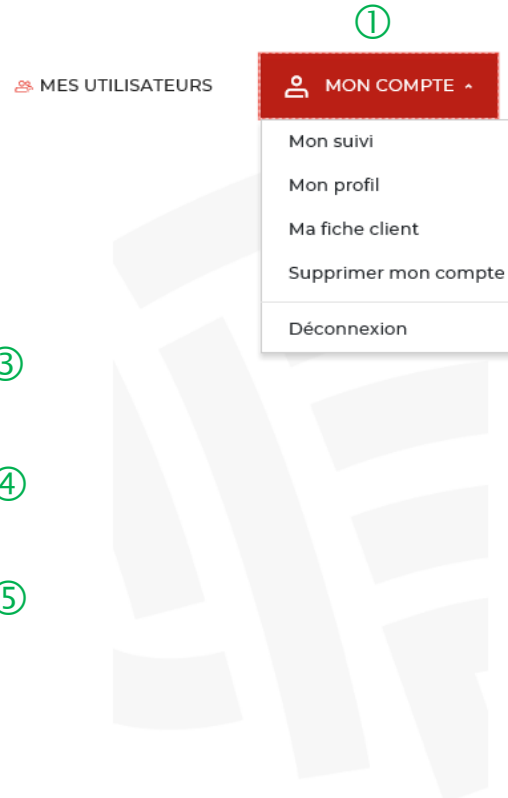 ①
MES UTILISATEURS
MON COMPTE
Mon suivi
Mon profil
Ma fiche client
Supprimer mon compte
Déconnexion
③
④
⑤